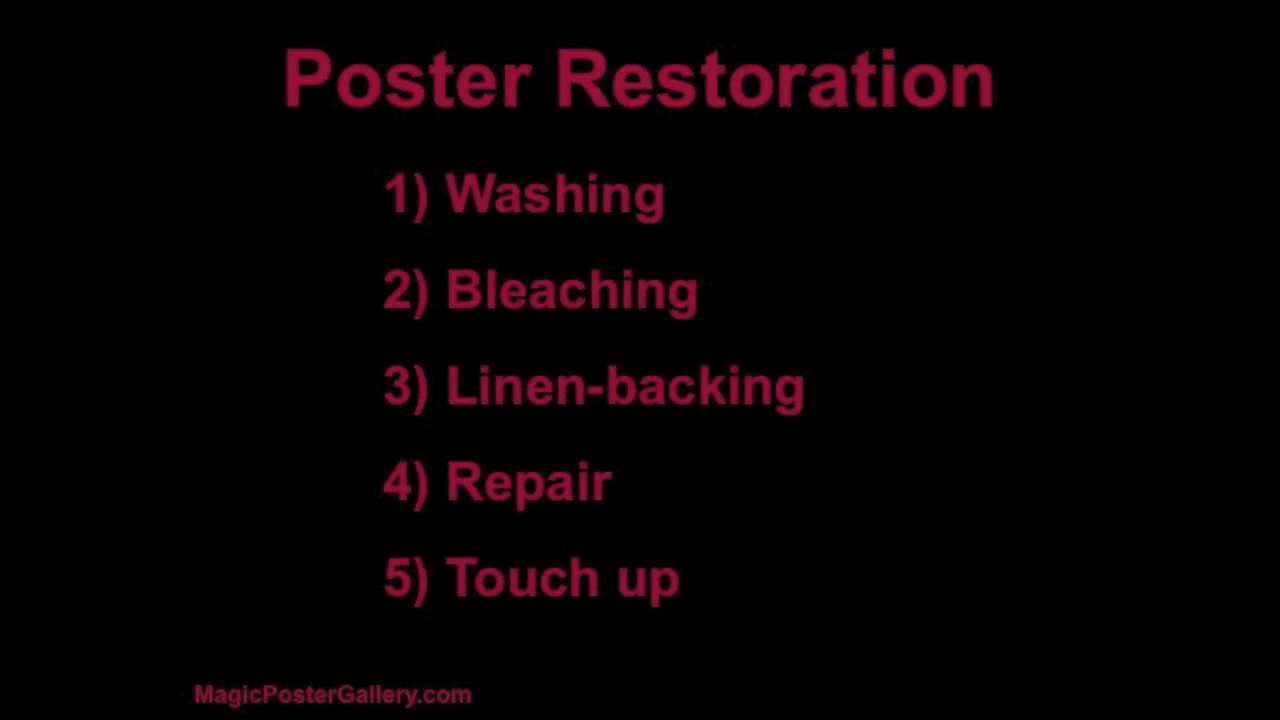 Poster Restoration
1) Washing
2) Bleaching
3) Linen-backing
4) Repair
5) Touch up
MagicPosterGallery.com